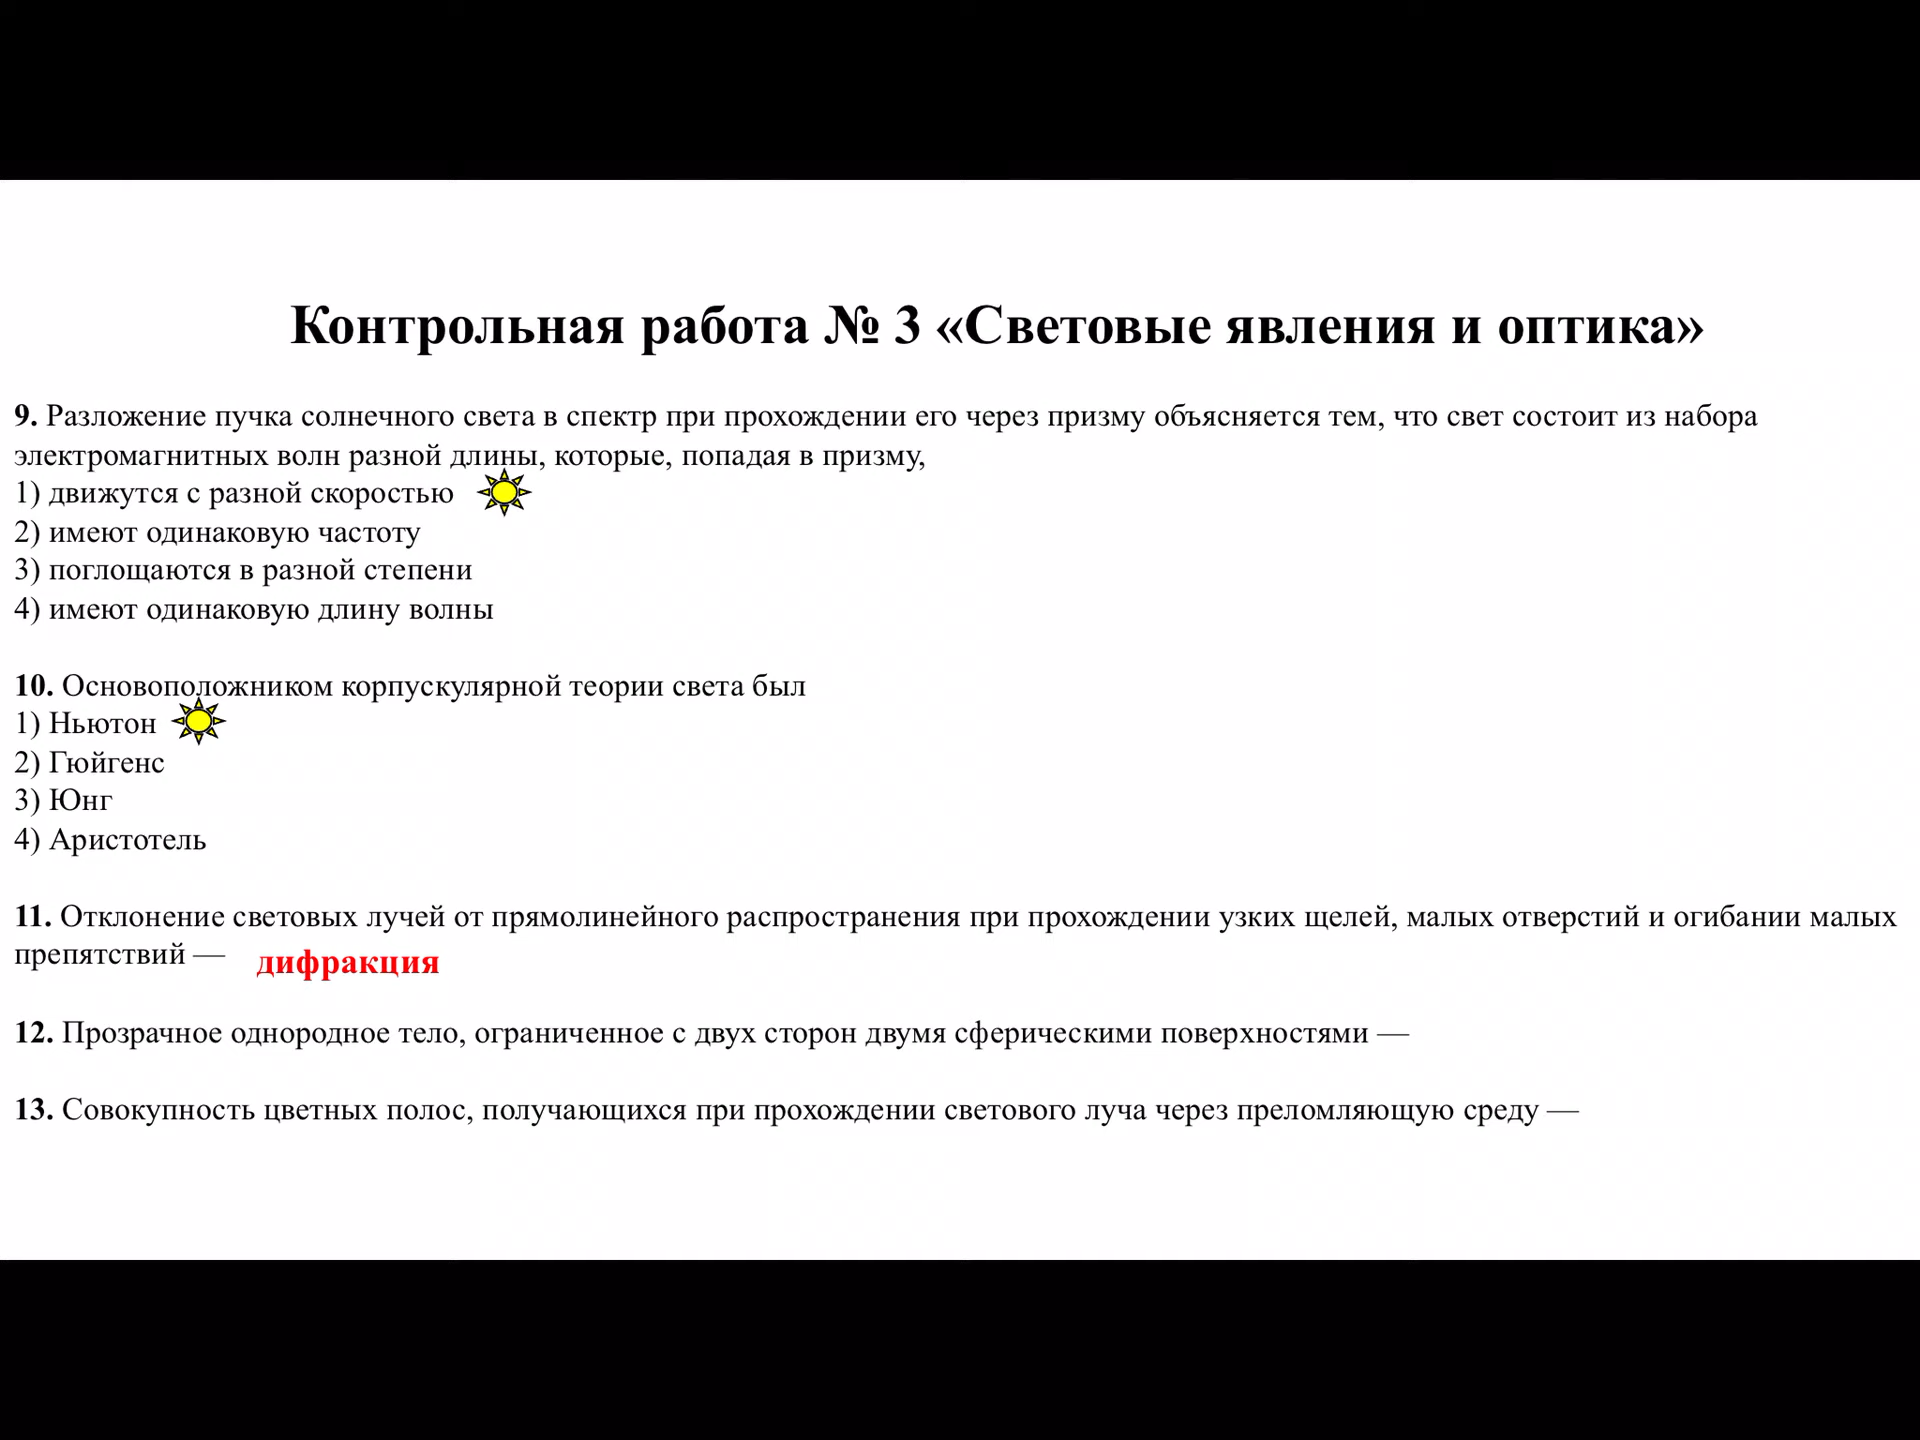 Контрольная работа № 3 «Световые явления и оптика»
9. Разложение пучка солнечного света в спектр при прохождении его через призму объясняется тем, что свет состоит из набора
электромагнитных волн разной длины, которые, попадая в призму,
1) движутся с разной скоростью
2) имеют одинаковую частоту
3) поглощаются в разной степени
4) имеют одинаковую длину волны
10. Основоположником корпускулярной теории света был
1) Ньютон
2) Гюйгенс
3) Юнг
4) Аристотель
11. Отклонение световых лучей от прямолинейного распространения при прохождении узких щелей, малых отверстий и огибании малых
препятствий — дифракция
12. Прозрачное однородное тело, ограниченное с двух сторон двумя сферическими поверхностями —
13. Совокупность цветных полос, получающихся при прохождении светового луча через преломляющую среду —